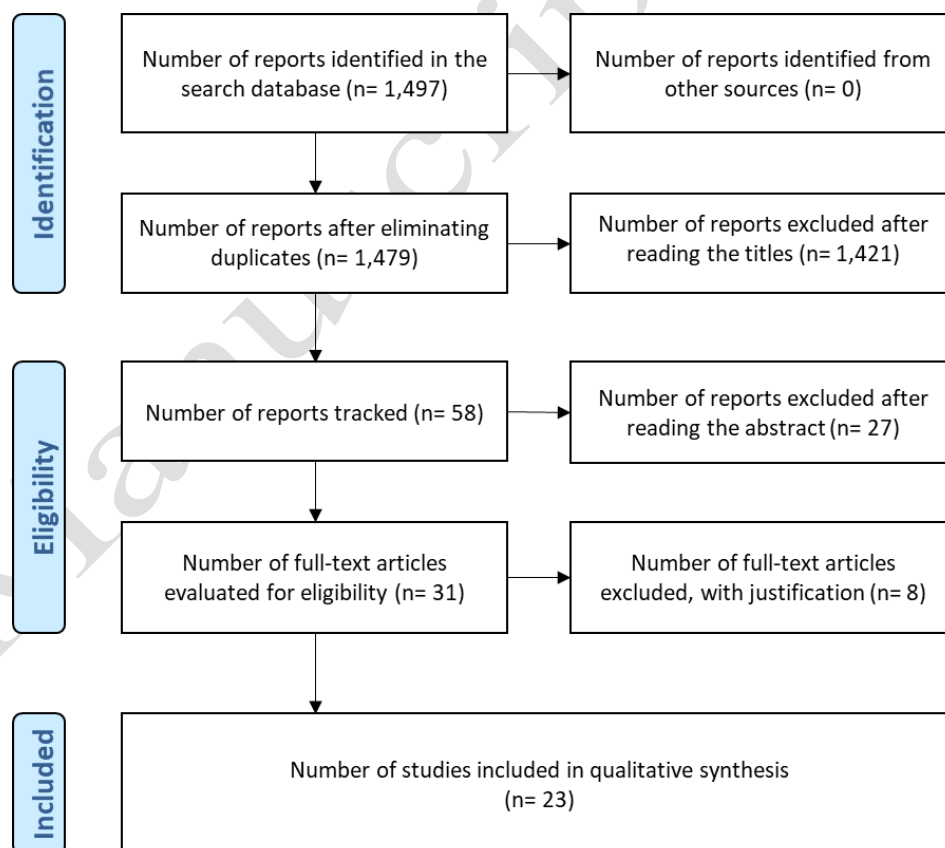 Identification
Number of reports identified in the
search database (n= 1,497)
Number of reports identified from
other sources (n= 0)
Number of reports after eliminating
duplicates (n= 1,479)
Number of reports excluded after
reading the titles (n= 1,421)
Eligibility
Number of reports tracked (n= 58)
Number of reports excluded after
reading the abstract (n= 27)
Number of full-text articles
evaluated for eligibility (n= 31)
Number of full-text articles
excluded, with justification (n= 8)
Included
Number of studies included in qualitative synthesis
(n= 23)